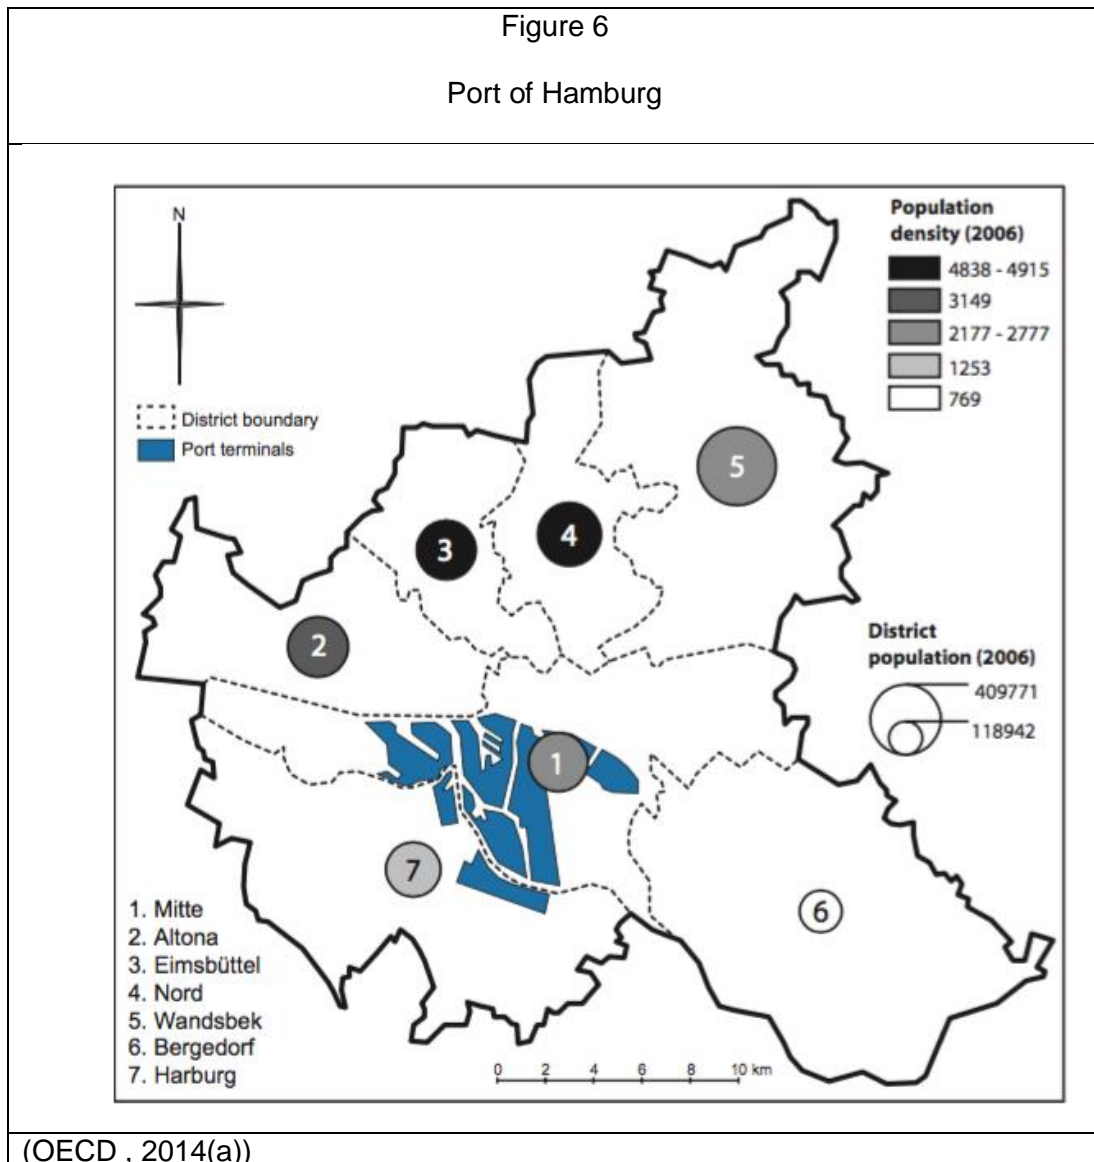 Figure 6
Port of Hamburg
N
District boundary
Port terminals
Population
density (2006)
4838 - 4915
3149
2177 - 2777
1253
769
5
4
3
2
District
population (2006)
409771
118942
1
7
6
1. Mitte
2. Altona
3. Eimsbüttel
4. Nord
5. Wandsbek
6. Bergedorf
7. Harburg
0 2 4 6 8 10 km
(OECD , 2014(a))